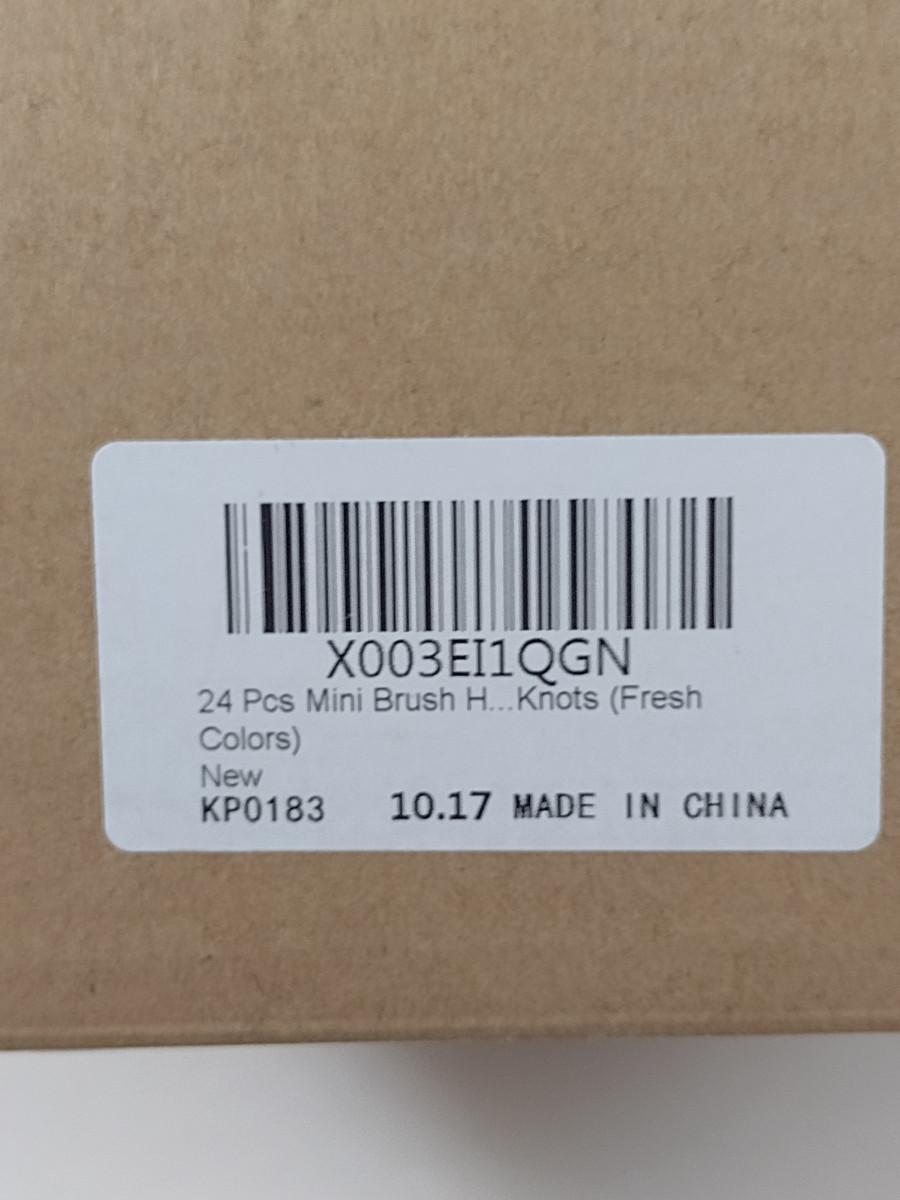 X003EI1QGN
24 Pcs Mini Brush H...Knots (Fresh
Colors)
New
KP0183 10.17 MADE IN CHINA